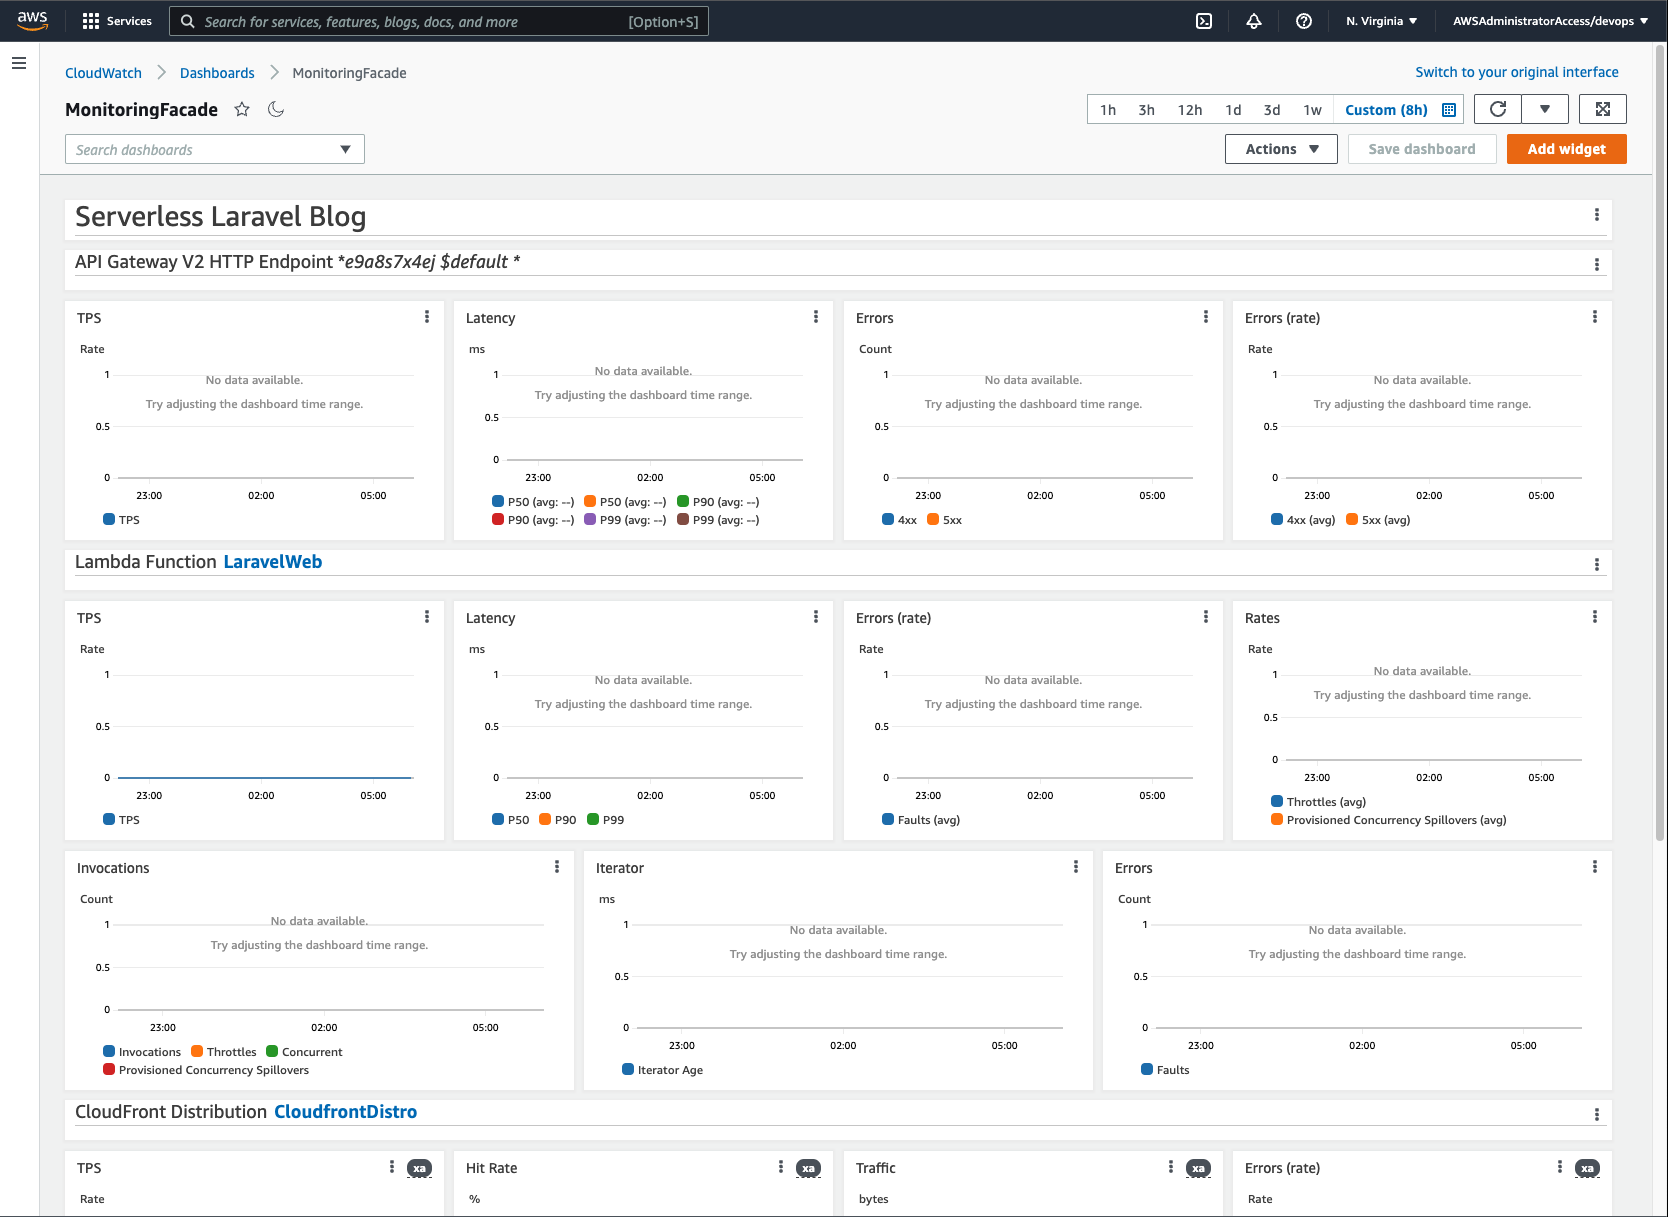 aws Services Search for services, features, blogs, docs, and more [Option+S] N. Virginia AWSAdministratorAccess/devops
CloudWatch Dashboards MonitoringFacade Switch to your original interface
MonitoringFacade 1h 3h 12h 1d 3d 1w Custom (8h)
Search dashboards Actions Save dashboard Add widget
Serverless Laravel Blog
API Gateway V2 HTTP Endpoint *e9a8s7x4ej $default *
TPS
Rate
1
No data available.
Try adjusting the dashboard time range.
0.5
0
23:00 02:00 05:00
TPS
Latency
ms
No data available.
1
Try adjusting the dashboard time range.
0.5
0
23:00 02:00 05:00
P50 (avg: --) P50 (avg: --) P90 (avg: --)
P90 (avg: --) P99 (avg: --) P99 (avg: --)
Errors
Count
1
No data available.
Try adjusting the dashboard time range.
0.5
0
23:00 02:00 05:00
4xx 5xx
Errors (rate)
Rate
1
No data available.
Try adjusting the dashboard time range.
0.5
0
23:00 02:00 05:00
4xx (avg) 5xx (avg)
Lambda Function LaravelWeb
TPS
Rate
1
0.5
0
23:00 02:00 05:00
TPS
Latency
ms
1
No data available.
Try adjusting the dashboard time range.
0.5
0
23:00 02:00 05:00
P50 P90 P99
Errors (rate)
Rate
1
No data available.
Try adjusting the dashboard time range.
0.5
0
23:00 02:00 05:00
Faults (avg)
Rates
Rate
No data available.
1
Try adjusting the dashboard time range.
0.5
0
23:00 02:00 05:00
Throttles (avg)
Provisioned Concurrency Spillovers (avg)
Invocations
Count
No data available.
1
Try adjusting the dashboard time range.
0.5
0
23:00 02:00 05:00
Invocations Throttles Concurrent
Provisioned Concurrency Spillovers
Iterator
ms
1
No data available.
Try adjusting the dashboard time range.
0.5
0
23:00 02:00 05:00
Iterator Age
Errors
Count
1
No data available.
Try adjusting the dashboard time range.
0.5
0
23:00 02:00 05:00
Faults
CloudFront Distribution CloudfrontDistro
TPS xa
Rate
Hit Rate xa
%
Traffic xa
bytes
Errors (rate) xa
Rate